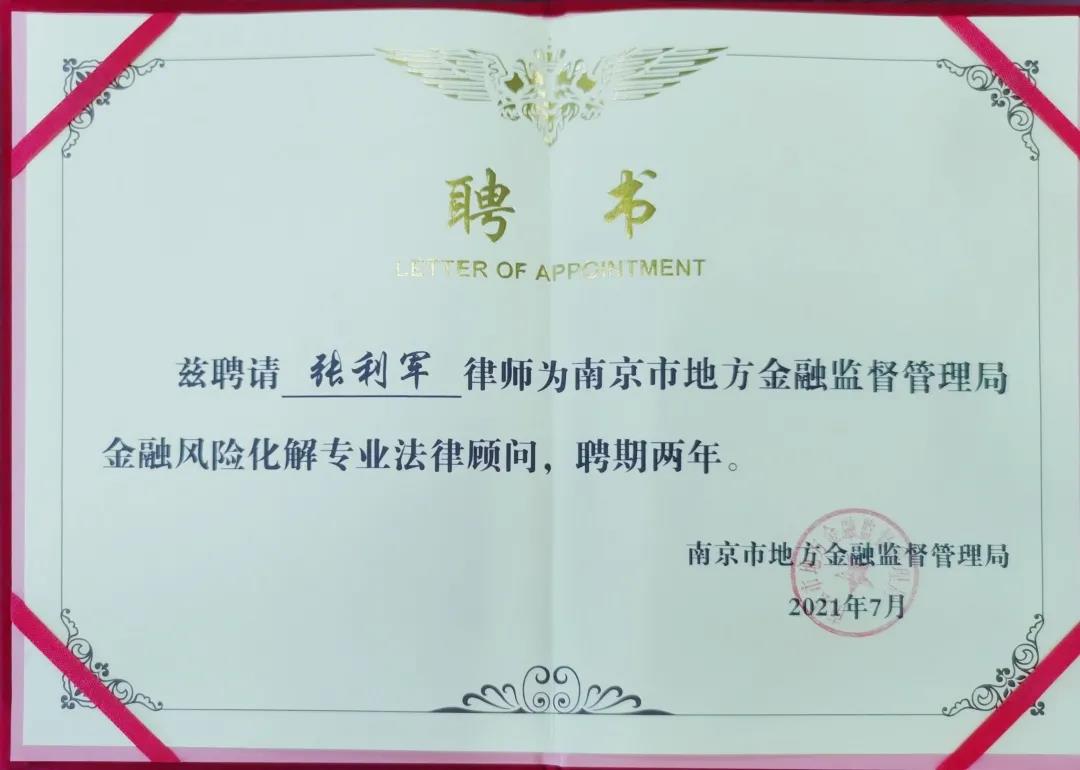 聘 书
LETTER OF APPOINTMENT
兹聘请 张利军 律师为南京市地方金融监督管理局
金融风险化解专业法律顾问，聘期两年。
南京市地方金融监督管理局
2021年7月